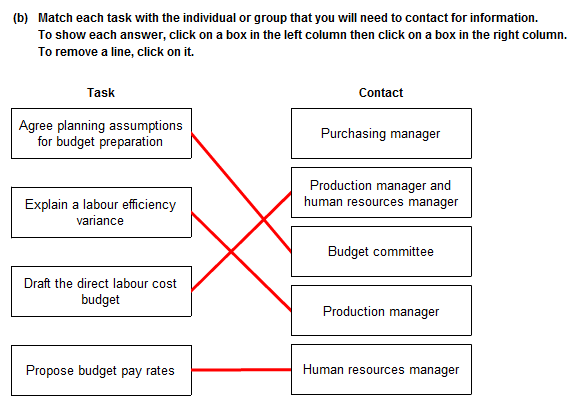 (b) Match each task with the individual or group that you will need to contact for information.
To show each answer, click on a box in the left column then click on a box in the right column.
To remove a line, click on it.
Task
Contact
Agree planning assumptions
for budget preparation
Purchasing manager
Explain a labour efficiency
variance
Production manager and
human resources manager
Budget committee
Draft the direct labour cost
budget
Production manager
Propose budget pay rates
Human resources manager